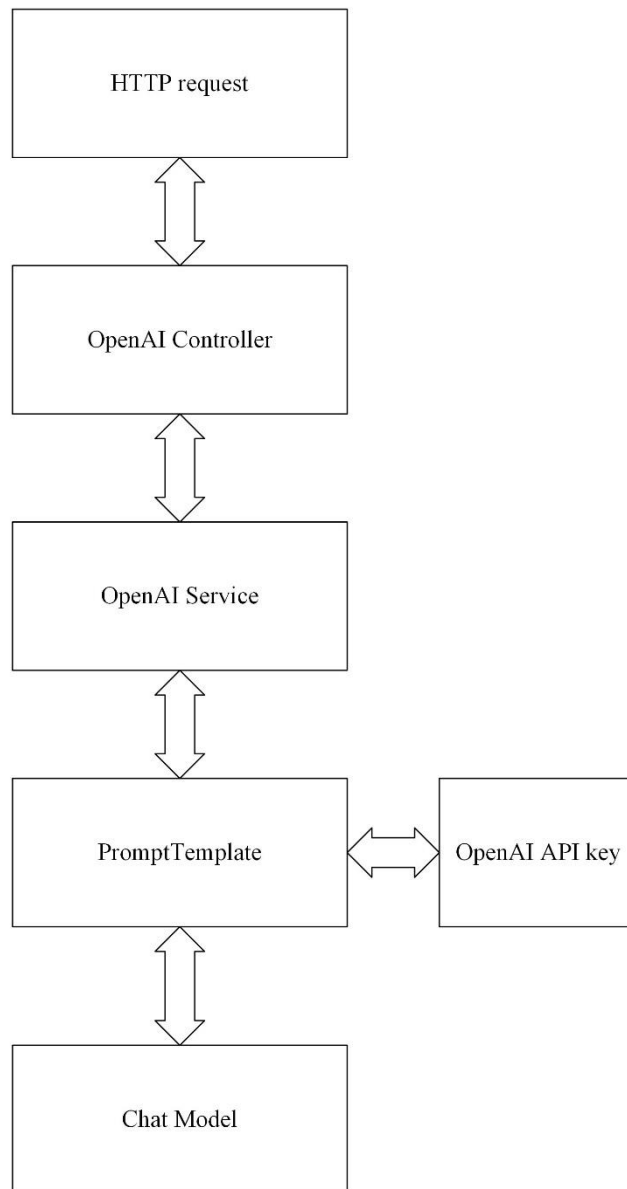 HTTP request
OpenAI Controller
OpenAI Service
PromptTemplate
OpenAI API key
Chat Model